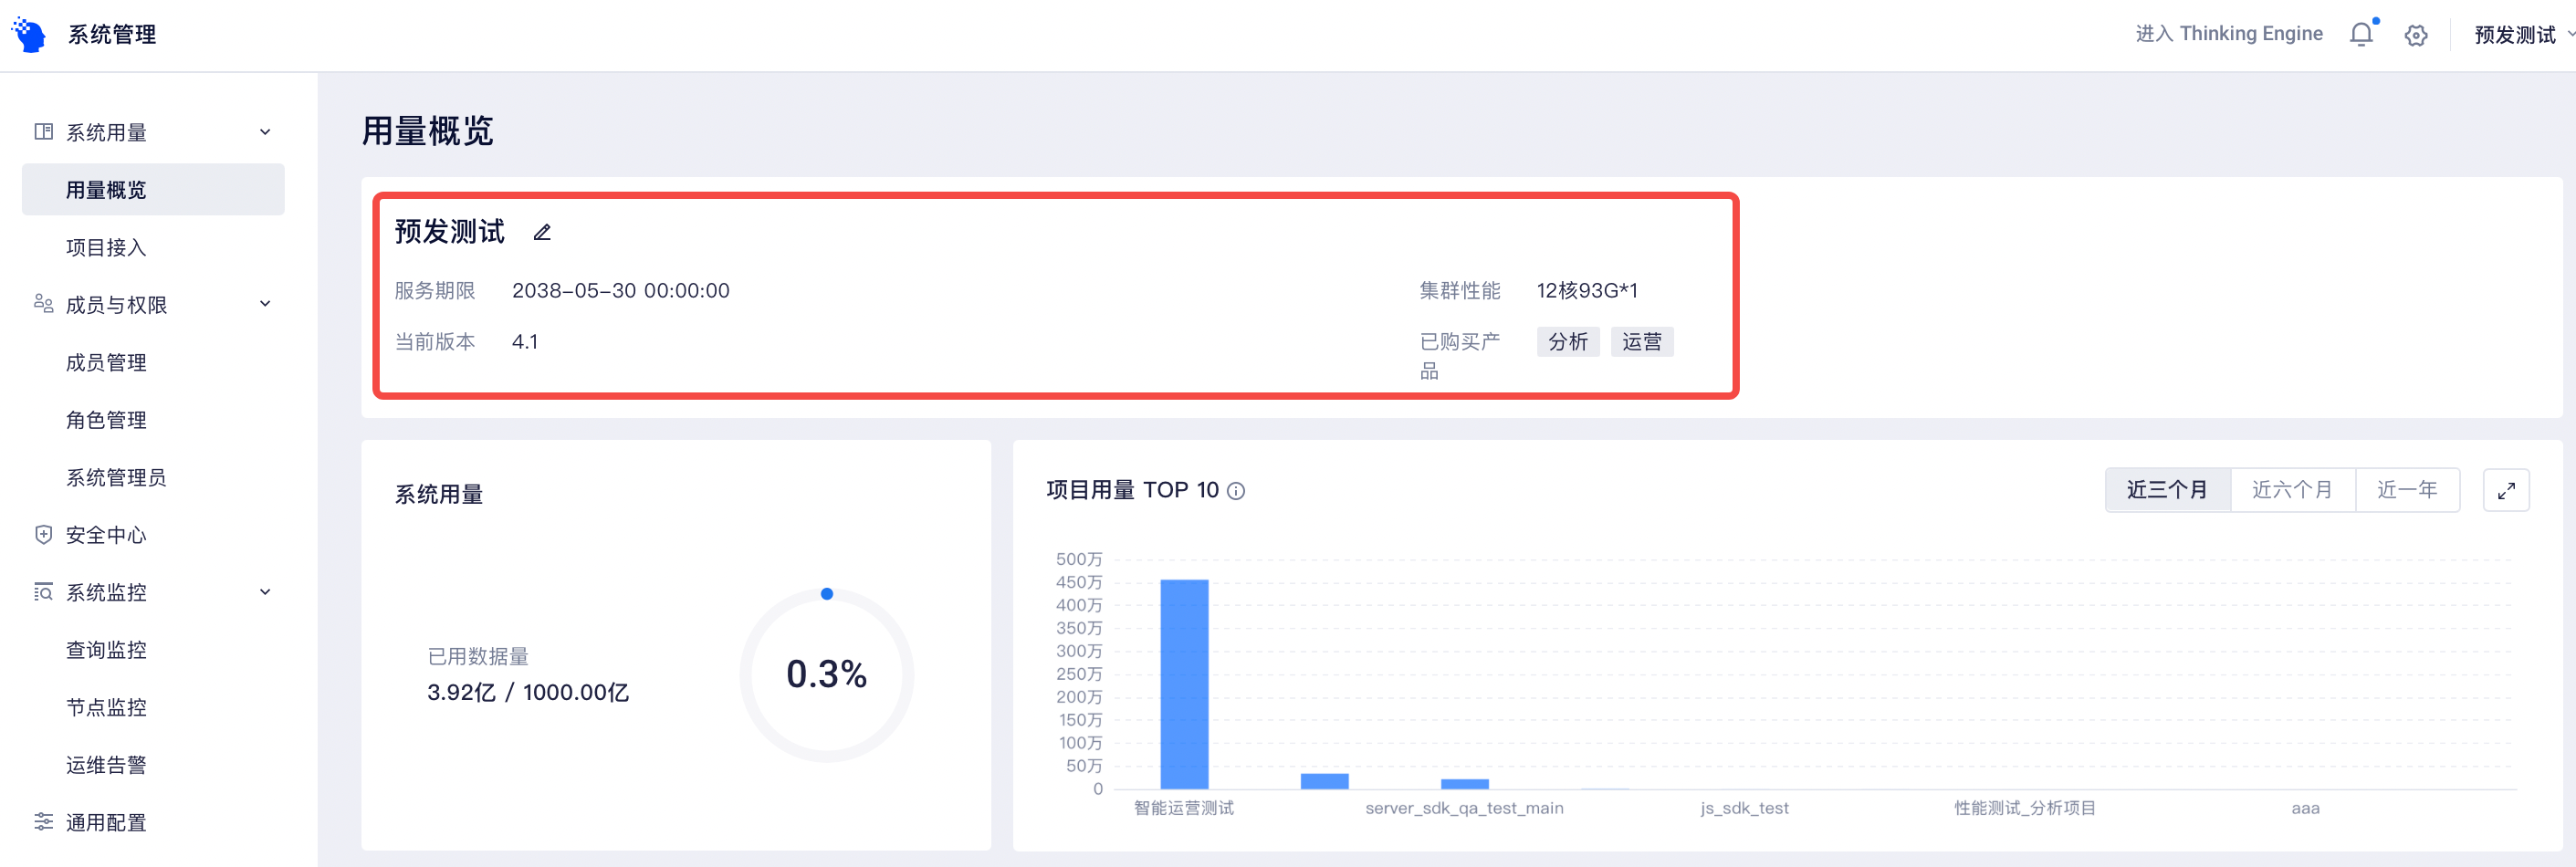 系统管理
进入 Thinking Engine
预发测试
系统用量
用量概览
项目接入
成员与权限
成员管理
角色管理
系统管理员
安全中心
系统监控
查询监控
节点监控
运维告警
通用配置
用量概览
预发测试
服务期限 2038-05-30 00:00:00
集群性能 12核93G*1
当前版本 4.1
已购买产品 分析 运营
系统用量
已用数据量
3.92亿 / 1000.00亿
0.3%
项目用量 TOP 10
近三个月 近六个月 近一年
500万
450万
400万
350万
300万
250万
200万
150万
100万
50万
0
智能运营测试 server_sdk_qa_test_main js_sdk_test 性能测试_分析项目 aaa